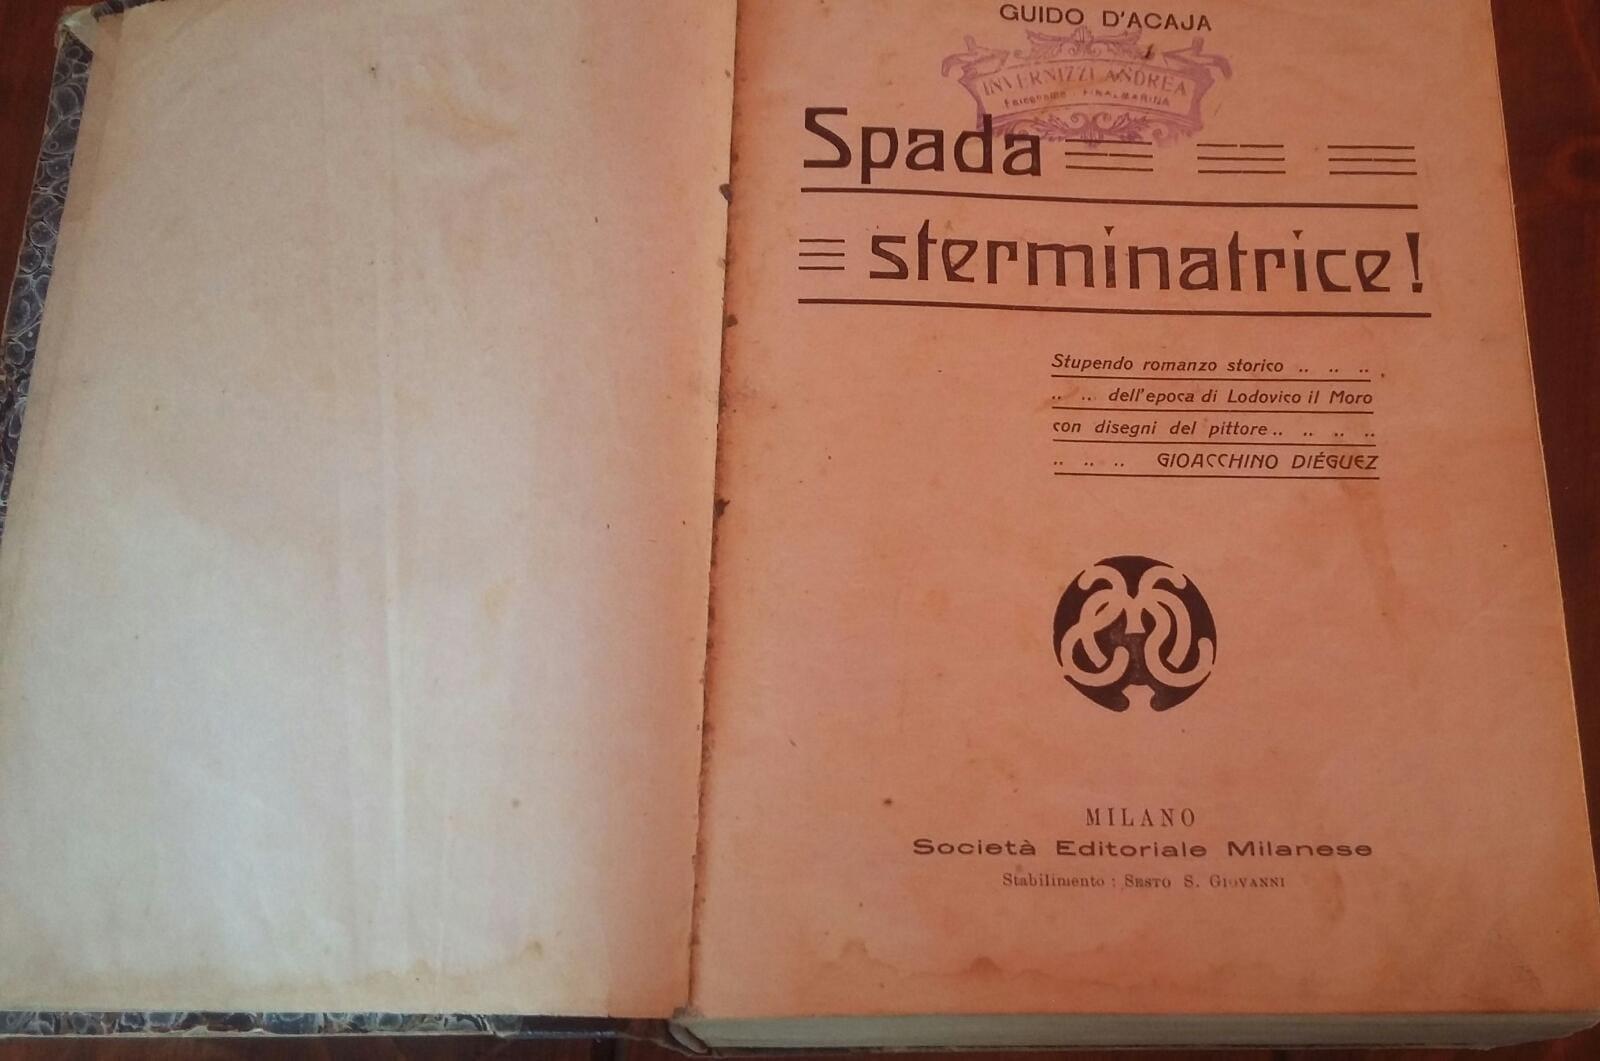 GUIDO D'ACAJA
INVERNIZZI ANDREA
FINALMARINA
Spada
sterminatrice!
Stupendo romanzo storico .. .. ..
.. .. dell'epoca di Lodovico il Moro
con disegni del pittore .. .. .. ..
.. .. .. GIOACCHINO DIÉGUEZ
MILANO
Società Editoriale Milanese
Stabilimento : SESTO S. GIOVANNI